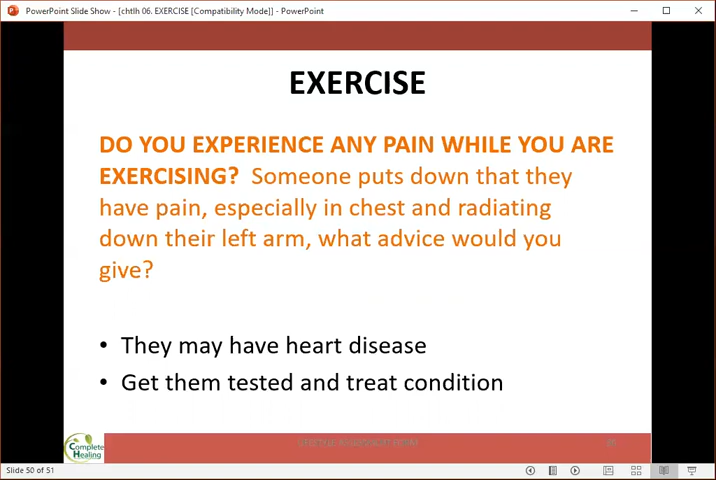 PowerPoint Slide Show - [chtlh 06. EXERCISE [Compatibility Mode]] - PowerPoint
EXERCISE
DO YOU EXPERIENCE ANY PAIN WHILE YOU ARE
EXERCISING? Someone puts down that they
have pain, especially in chest and radiating
down their left arm, what advice would you
give?
• They may have heart disease
• Get them tested and treat condition
Complete
Healing
Slide 50 of 51